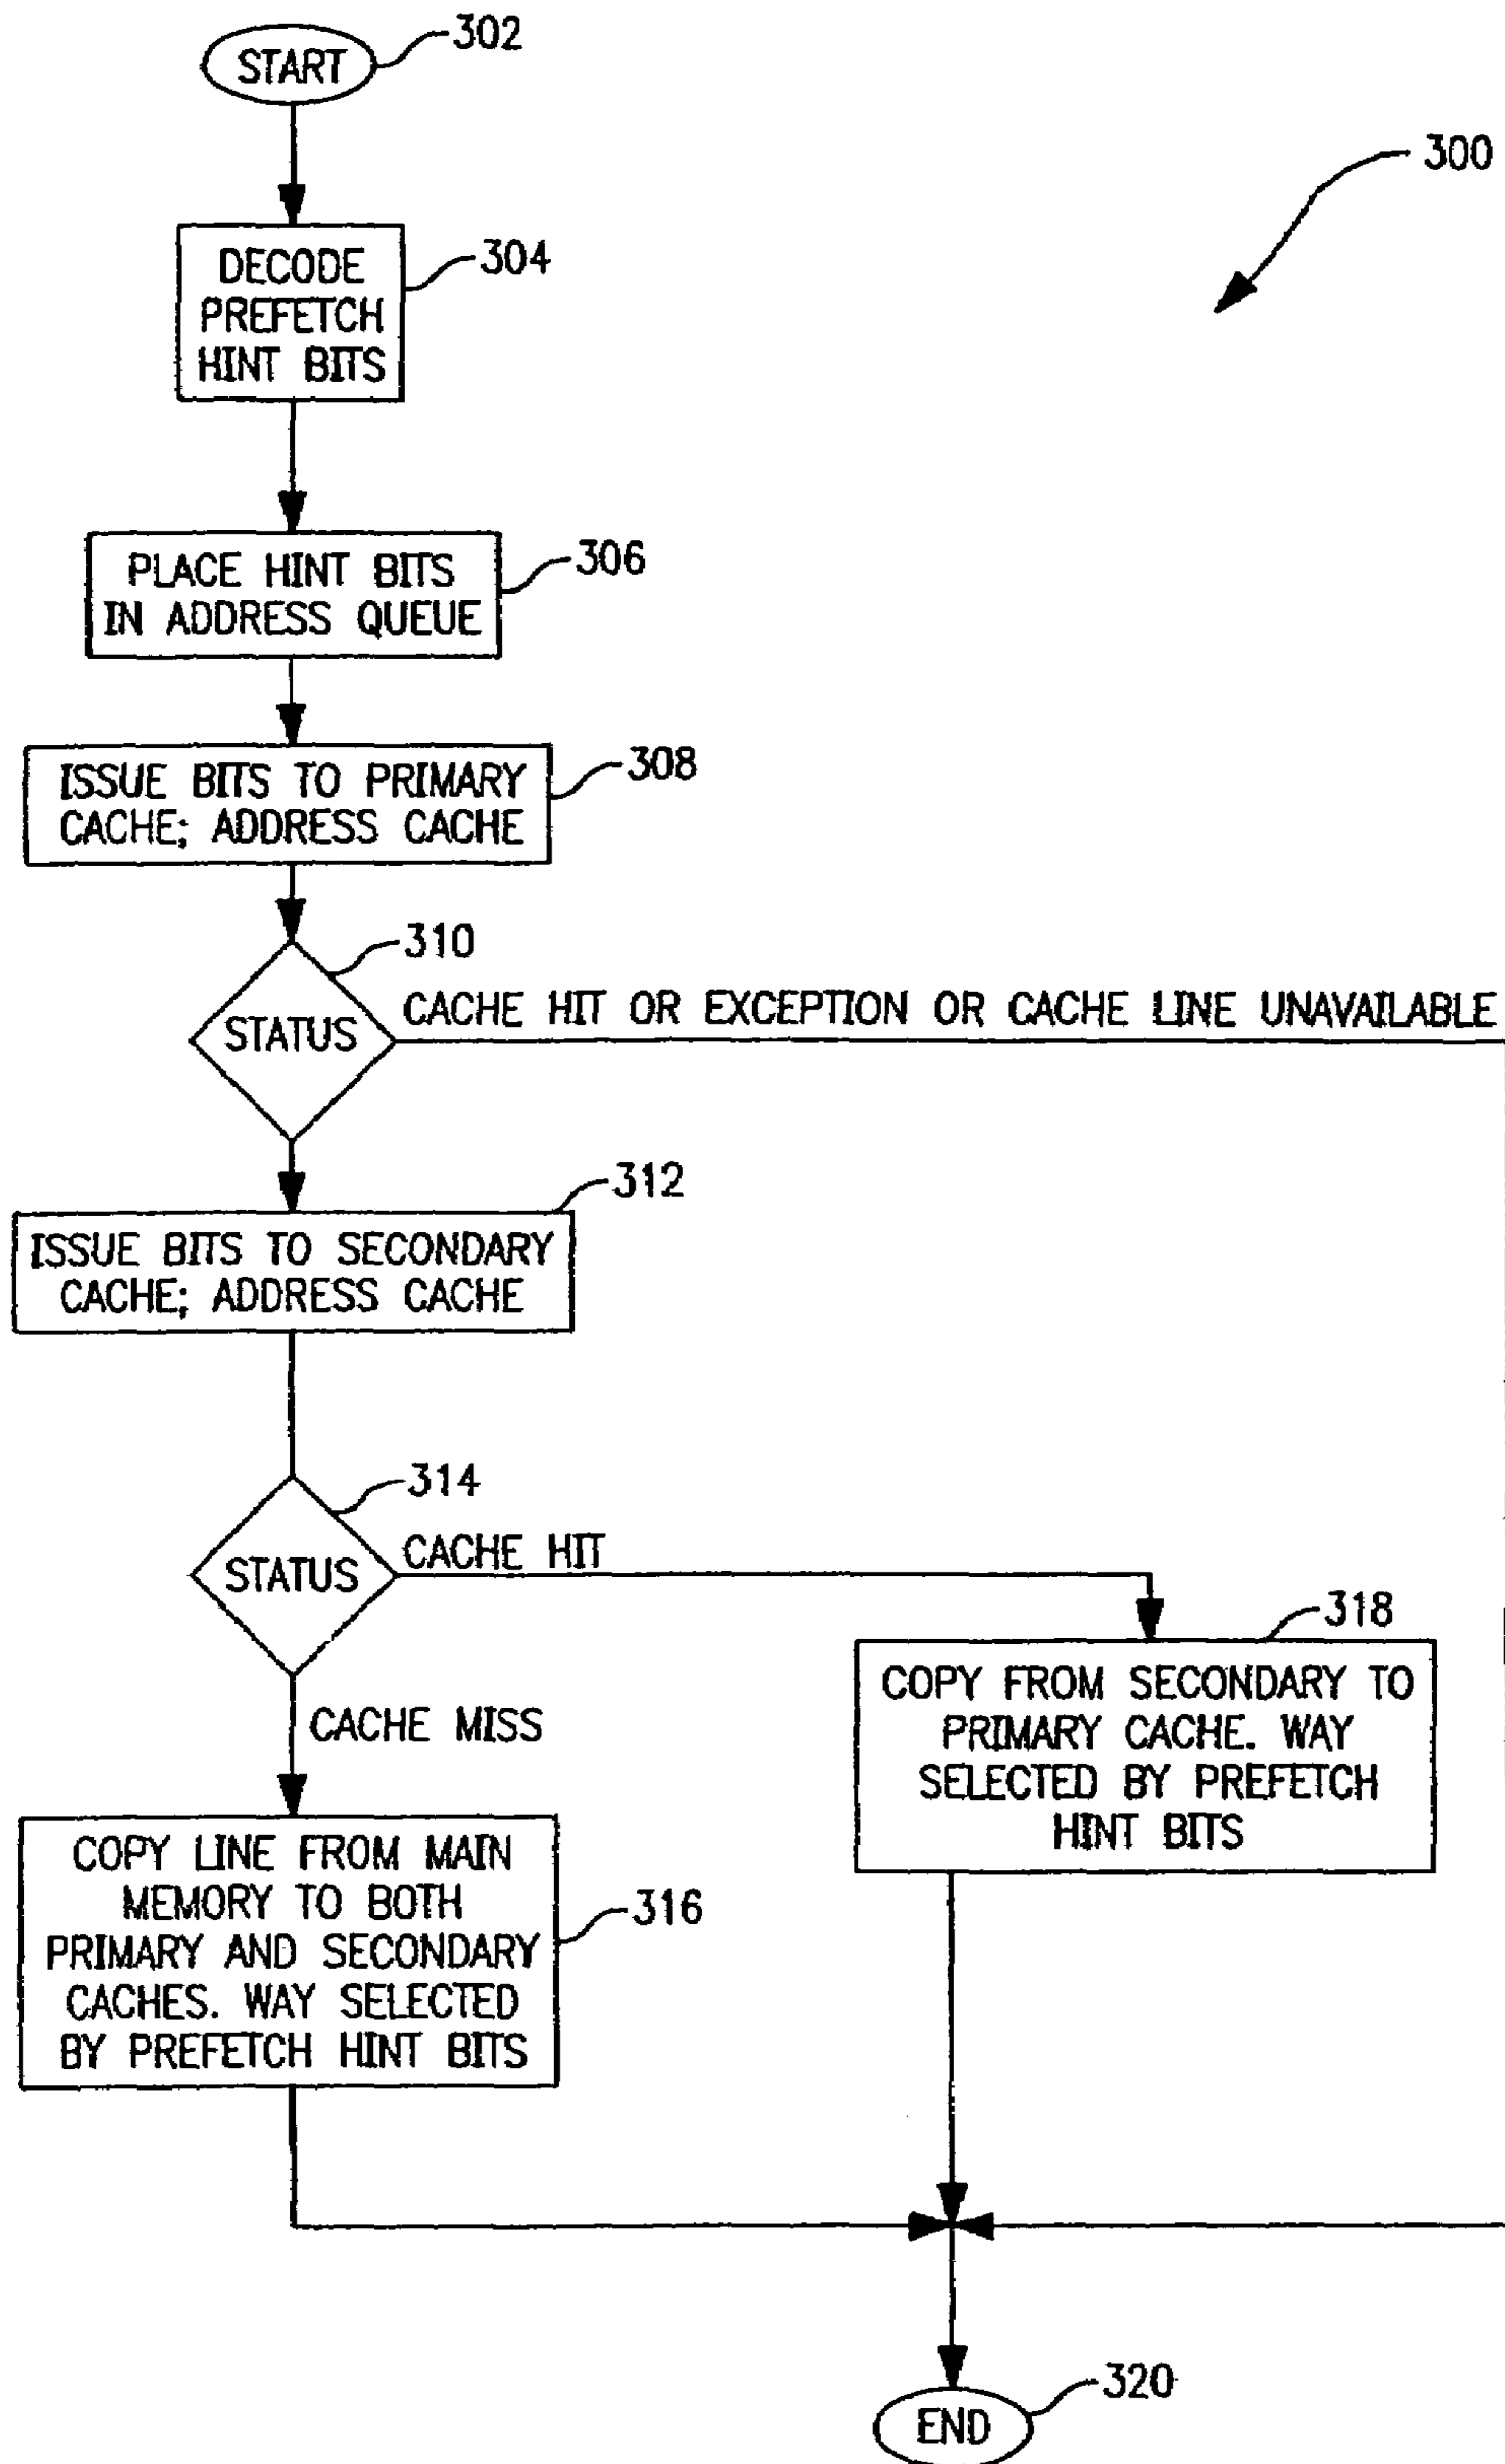 START
302
300
DECODE
PREFETCH
HINT BITS
304
PLACE HINT BITS
IN ADDRESS QUEUE
306
ISSUE BITS TO PRIMARY
CACHE; ADDRESS CACHE
308
310
STATUS
CACHE HIT OR EXCEPTION OR CACHE LINE UNAVAILABLE
312
ISSUE BITS TO SECONDARY
CACHE; ADDRESS CACHE
314
STATUS
CACHE HIT
CACHE MISS
318
COPY FROM SECONDARY TO
PRIMARY CACHE. WAY
SELECTED BY PREFETCH
HINT BITS
COPY LINE FROM MAIN
MEMORY TO BOTH
PRIMARY AND SECONDARY
CACHES. WAY SELECTED
BY PREFETCH HINT BITS
316
320
END